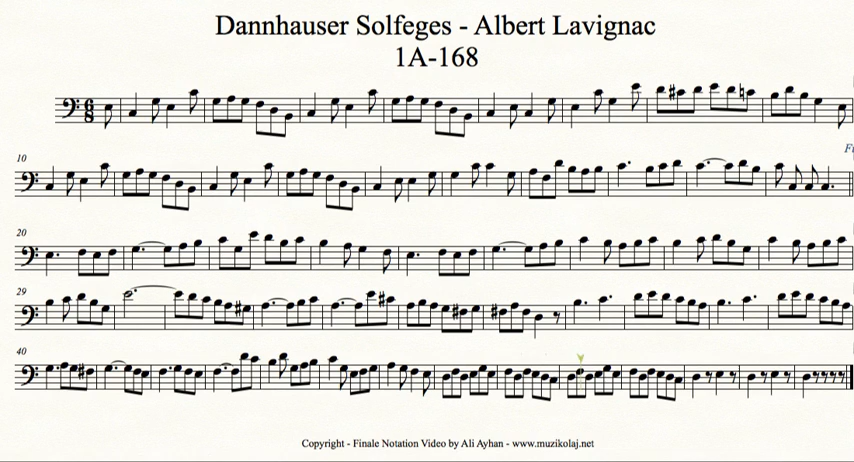 Dannhauser Solfeges - Albert Lavignac
1A-168
6
8
10
F
20
29
40
Copyright - Finale Notation Video by Ali Ayhan - www.muzikolaj.net